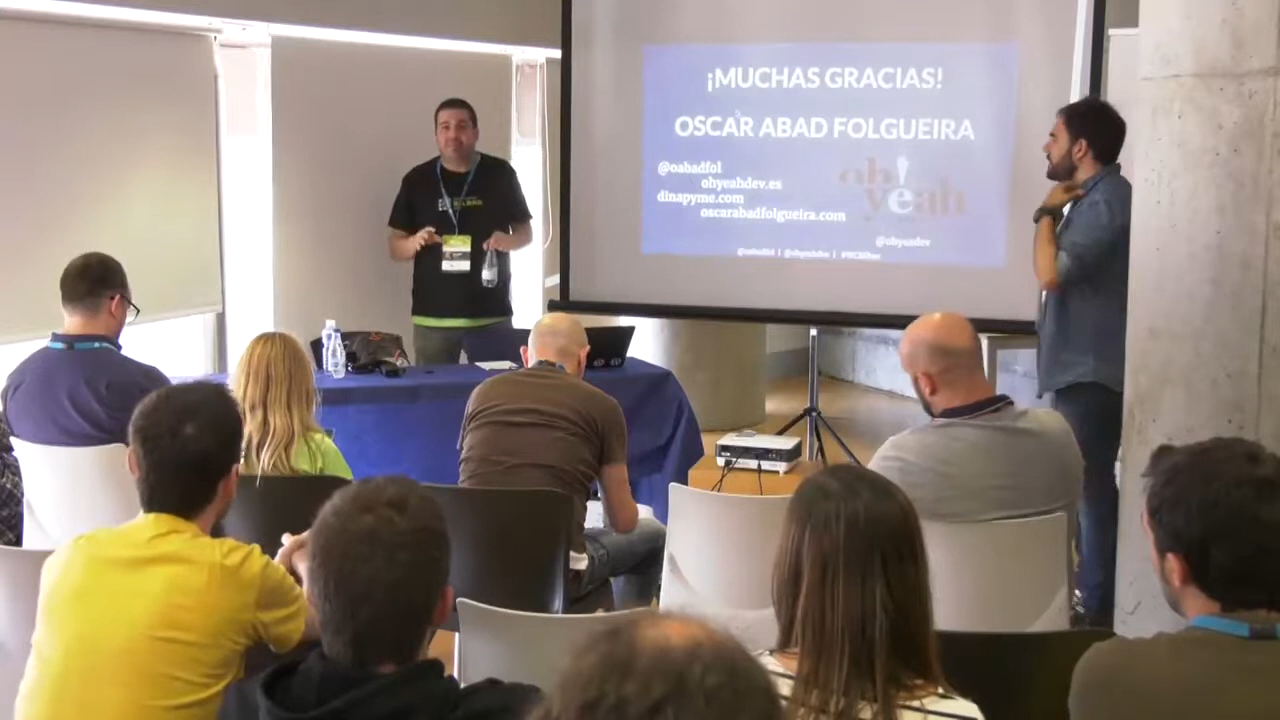 ¡MUCHAS GRACIAS!
OSCAR ABAD FOLGUEIRA
@oabadfol
ohyeahdev.es
dinapyme.com
oscarabadfolgueira.com
oh!
yeah
@ohyeahdev